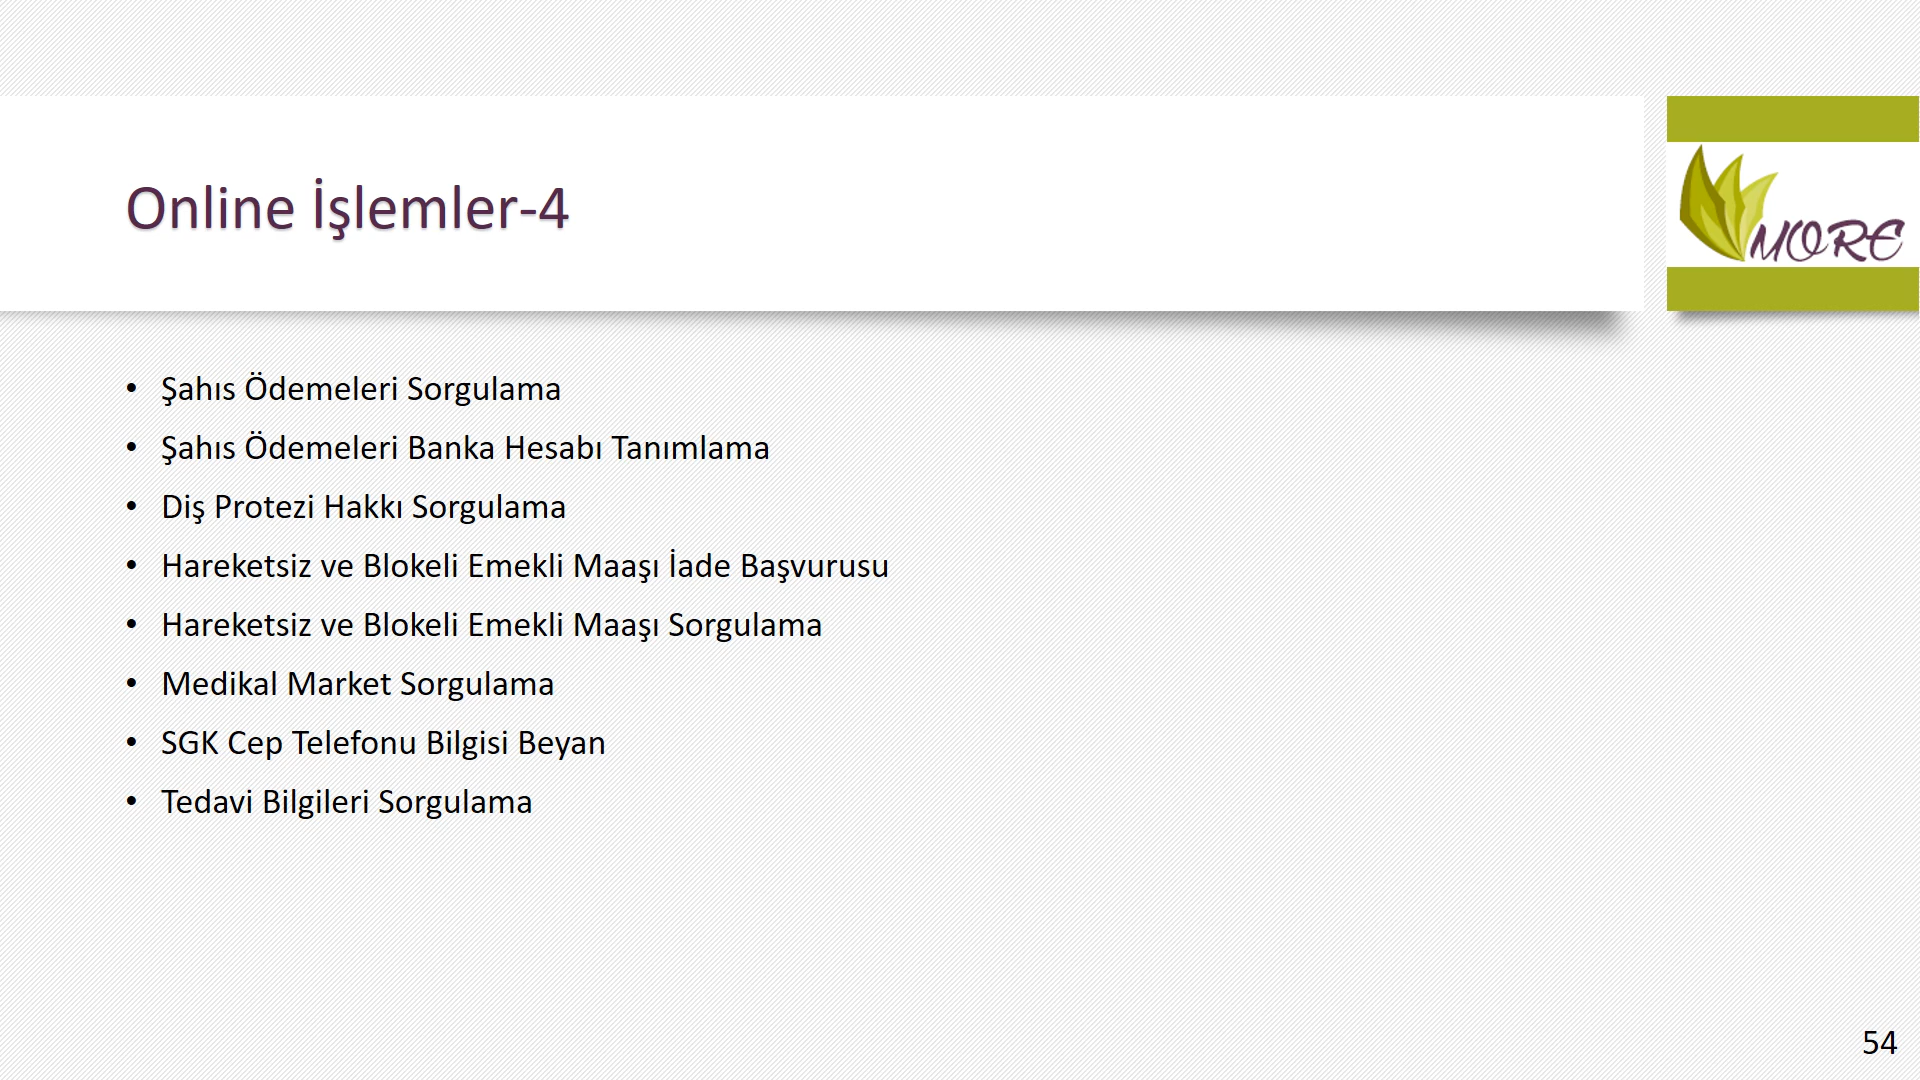 Online İşlemler-4
MORE
• Şahıs Ödemeleri Sorgulama
• Şahıs Ödemeleri Banka Hesabı Tanımlama
• Diş Protezi Hakkı Sorgulama
• Hareketsiz ve Blokeli Emekli Maaşı İade Başvurusu
• Hareketsiz ve Blokeli Emekli Maaşı Sorgulama
• Medikal Market Sorgulama
• SGK Cep Telefonu Bilgisi Beyan
• Tedavi Bilgileri Sorgulama
54